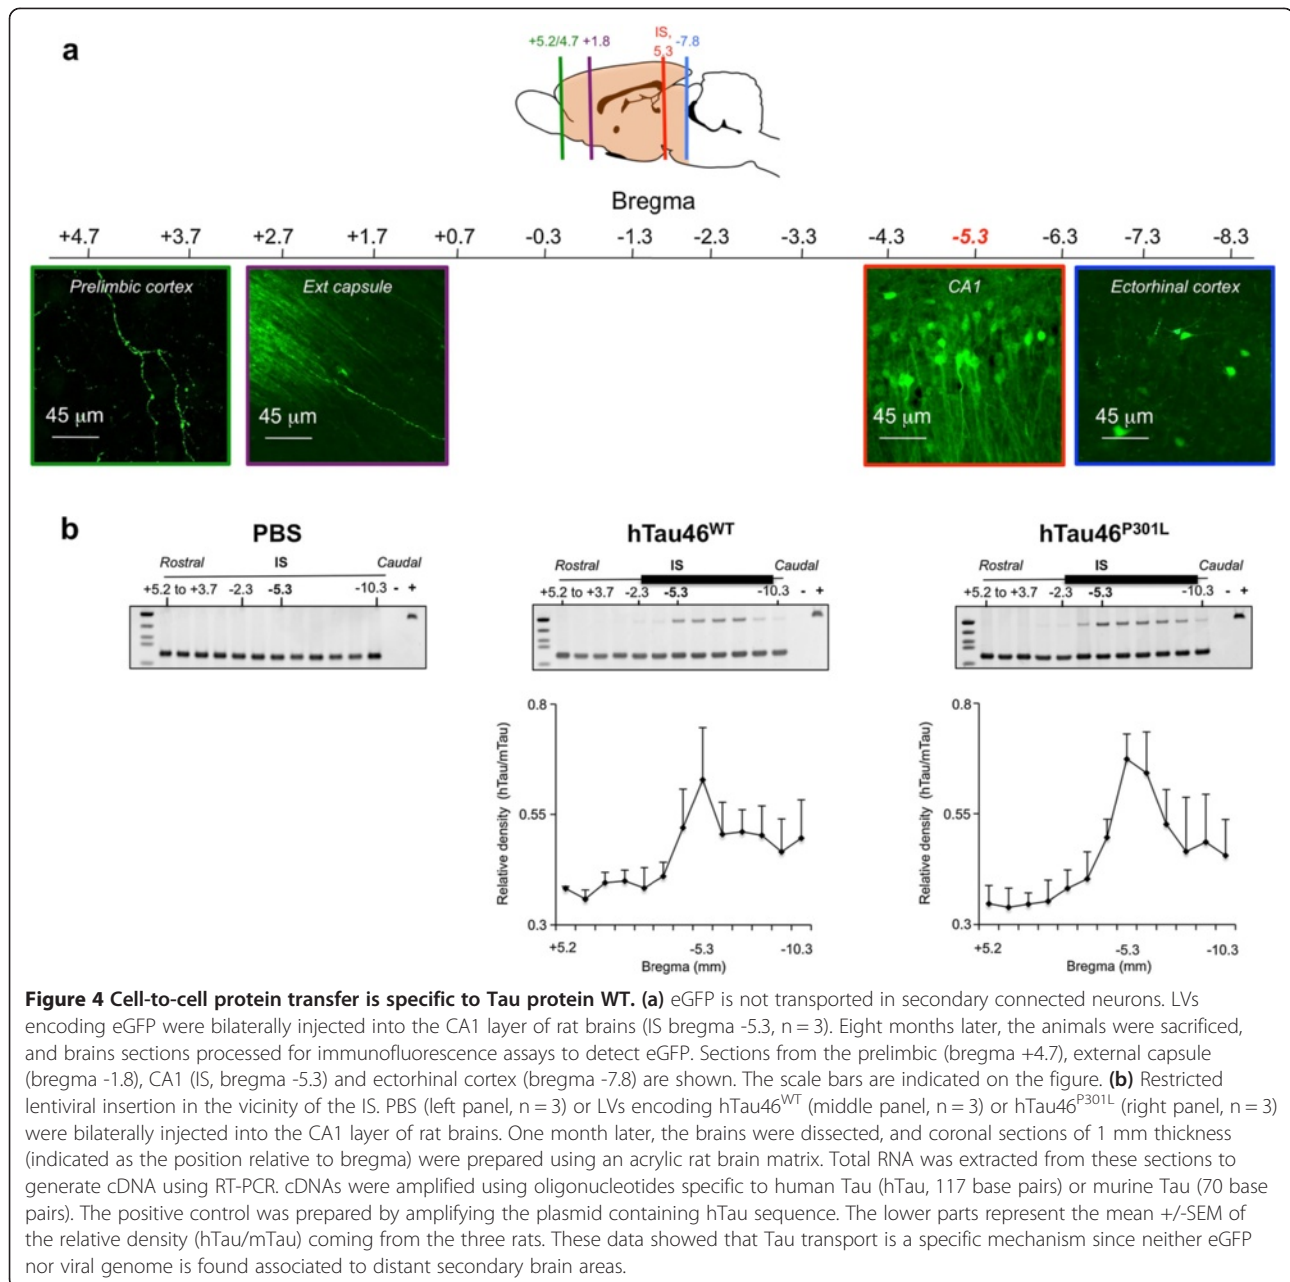 a
+5.2/4.7 +1.8 IS, 5.3 -7.8
Bregma
+4.7 +3.7 +2.7 +1.7 +0.7 -0.3 -1.3 -2.3 -3.3 -4.3 -5.3 -6.3 -7.3 -8.3
Prelimbic cortex Ext capsule CA1 Ectorhinal cortex
45 µm 45 µm 45 µm 45 µm
b
PBS hTau46WT hTau46P301L
Rostral IS Caudal Rostral IS Caudal Rostral IS Caudal
+5.2 to +3.7 -2.3 -5.3 -10.3 - + +5.2 to +3.7 -2.3 -5.3 -10.3 - + +5.2 to +3.7 -2.3 -5.3 -10.3 - +
Relative density (hTau/mTau)
0.8
0.55
0.3
+5.2 -5.3 -10.3
Bregma (mm)
Relative density (hTau/mTau)
0.8
0.55
0.3
+5.2 -5.3 -10.3
Bregma (mm)
Figure 4 Cell-to-cell protein transfer is specific to Tau protein WT. (a) eGFP is not transported in secondary connected neurons. LVs
encoding eGFP were bilaterally injected into the CA1 layer of rat brains (IS bregma -5.3, n = 3). Eight months later, the animals were sacrificed,
and brains sections processed for immunofluorescence assays to detect eGFP. Sections from the prelimbic (bregma +4.7), external capsule
(bregma -1.8), CA1 (IS, bregma -5.3) and ectorhinal cortex (bregma -7.8) are shown. The scale bars are indicated on the figure. (b) Restricted
lentiviral insertion in the vicinity of the IS. PBS (left panel, n = 3) or LVs encoding hTau46WT (middle panel, n = 3) or hTau46P301L (right panel, n = 3)
were bilaterally injected into the CA1 layer of rat brains. One month later, the brains were dissected, and coronal sections of 1 mm thickness
(indicated as the position relative to bregma) were prepared using an acrylic rat brain matrix. Total RNA was extracted from these sections to
generate cDNA using RT-PCR. cDNAs were amplified using oligonucleotides specific to human Tau (hTau, 117 base pairs) or murine Tau (70 base
pairs). The positive control was prepared by amplifying the plasmid containing hTau sequence. The lower parts represent the mean +/-SEM of
the relative density (hTau/mTau) coming from the three rats. These data showed that Tau transport is a specific mechanism since neither eGFP
nor viral genome is found associated to distant secondary brain areas.